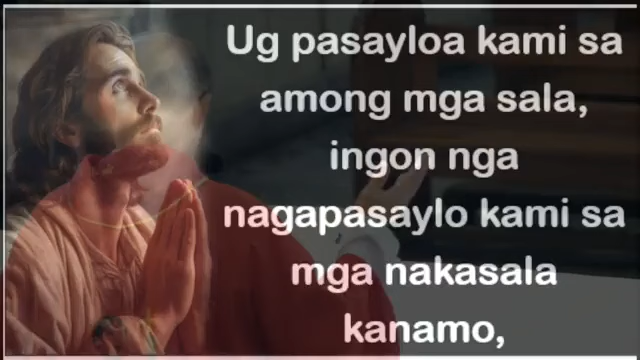 Ug pasayloa kami sa
among mga sala,
ingon nga
nagapasaylo kami sa
mga nakasala
kanamo,